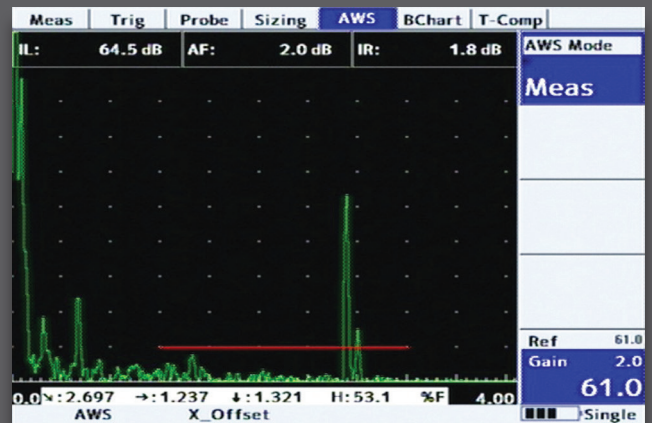 Meas Trig Probe Sizing AWS BChart T-Comp
IL: 64.5 dB AF: 2.0 dB IR: 1.8 dB
AWS Mode
Meas
Ref 61.0
Gain 2.0
61.0
0.0 ↘:2.697 →:1.237 ↓:1.321 H:53.1 %F 4.00
AWS X_Offset Single